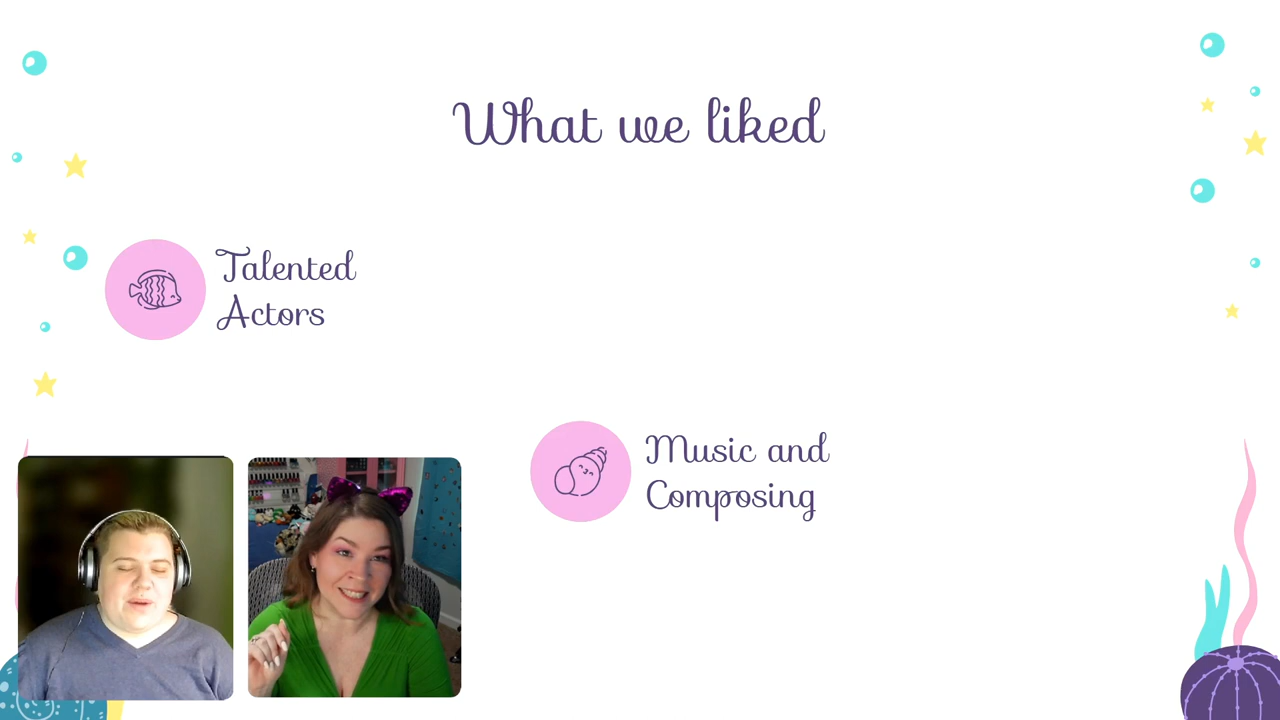 What we liked
Talented
Actors
Music and
Composing